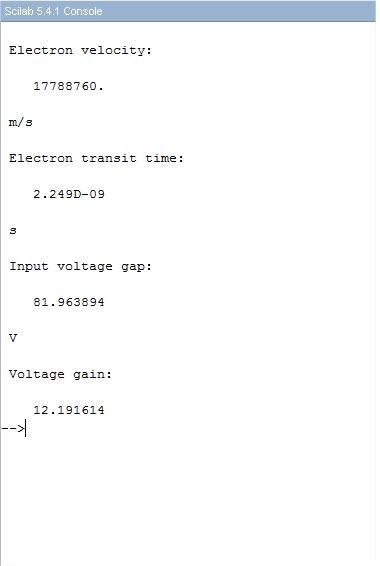 Scilab 5.4.1 Console
Electron velocity:
17788760.
m/s
Electron transit time:
2.249D-09
s
Input voltage gap:
81.963894
V
Voltage gain:
12.191614
-->